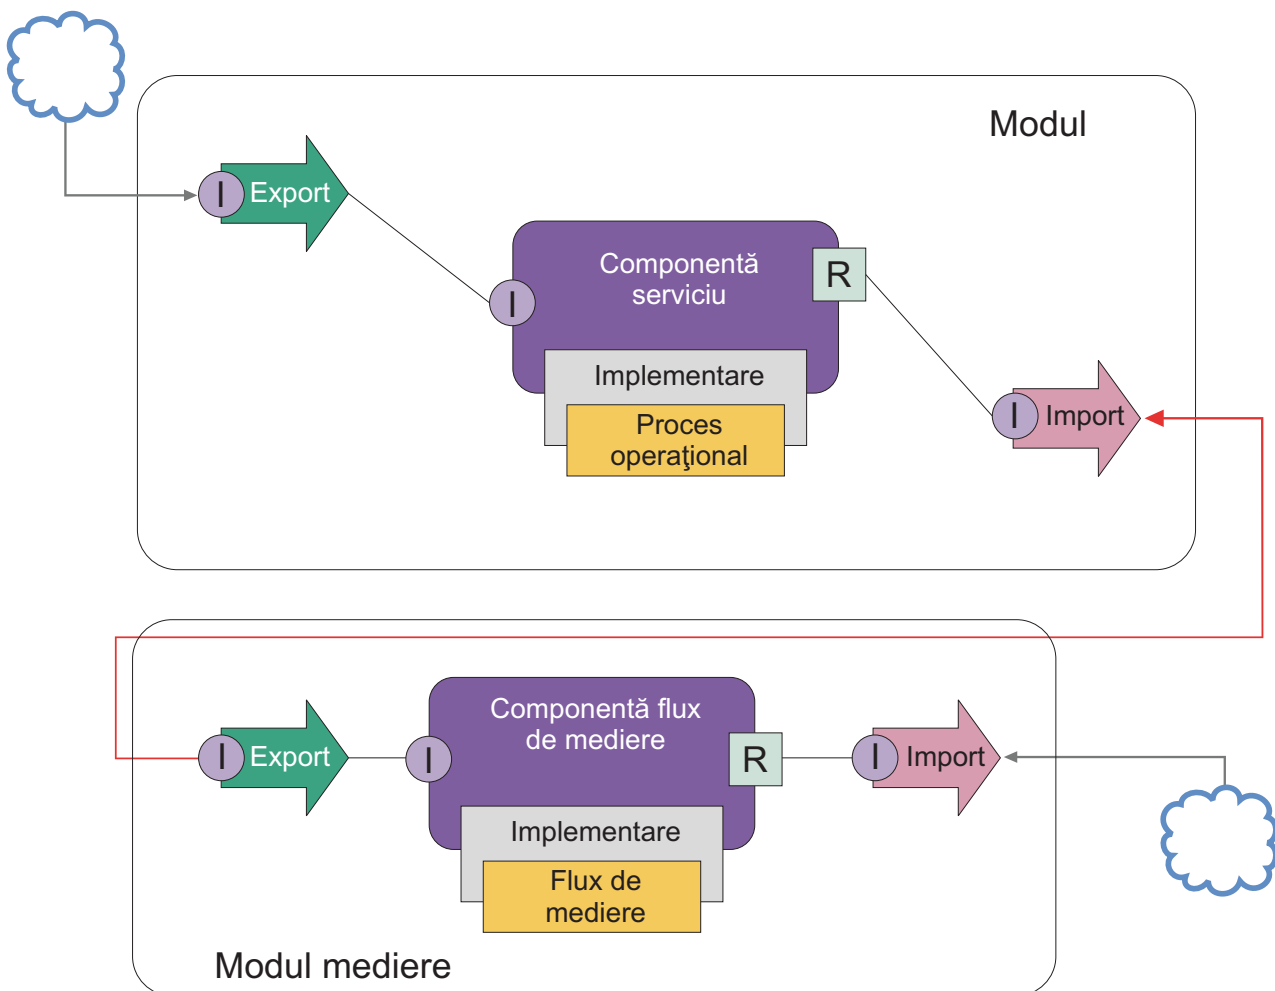 Modul
I
Export
Componentă
serviciu
R
I
Implementare
Proces
operaţional
I
Import
Componentă flux
de mediere
I
Export
I
R
I
Import
Implementare
Flux de
mediere
Modul mediere